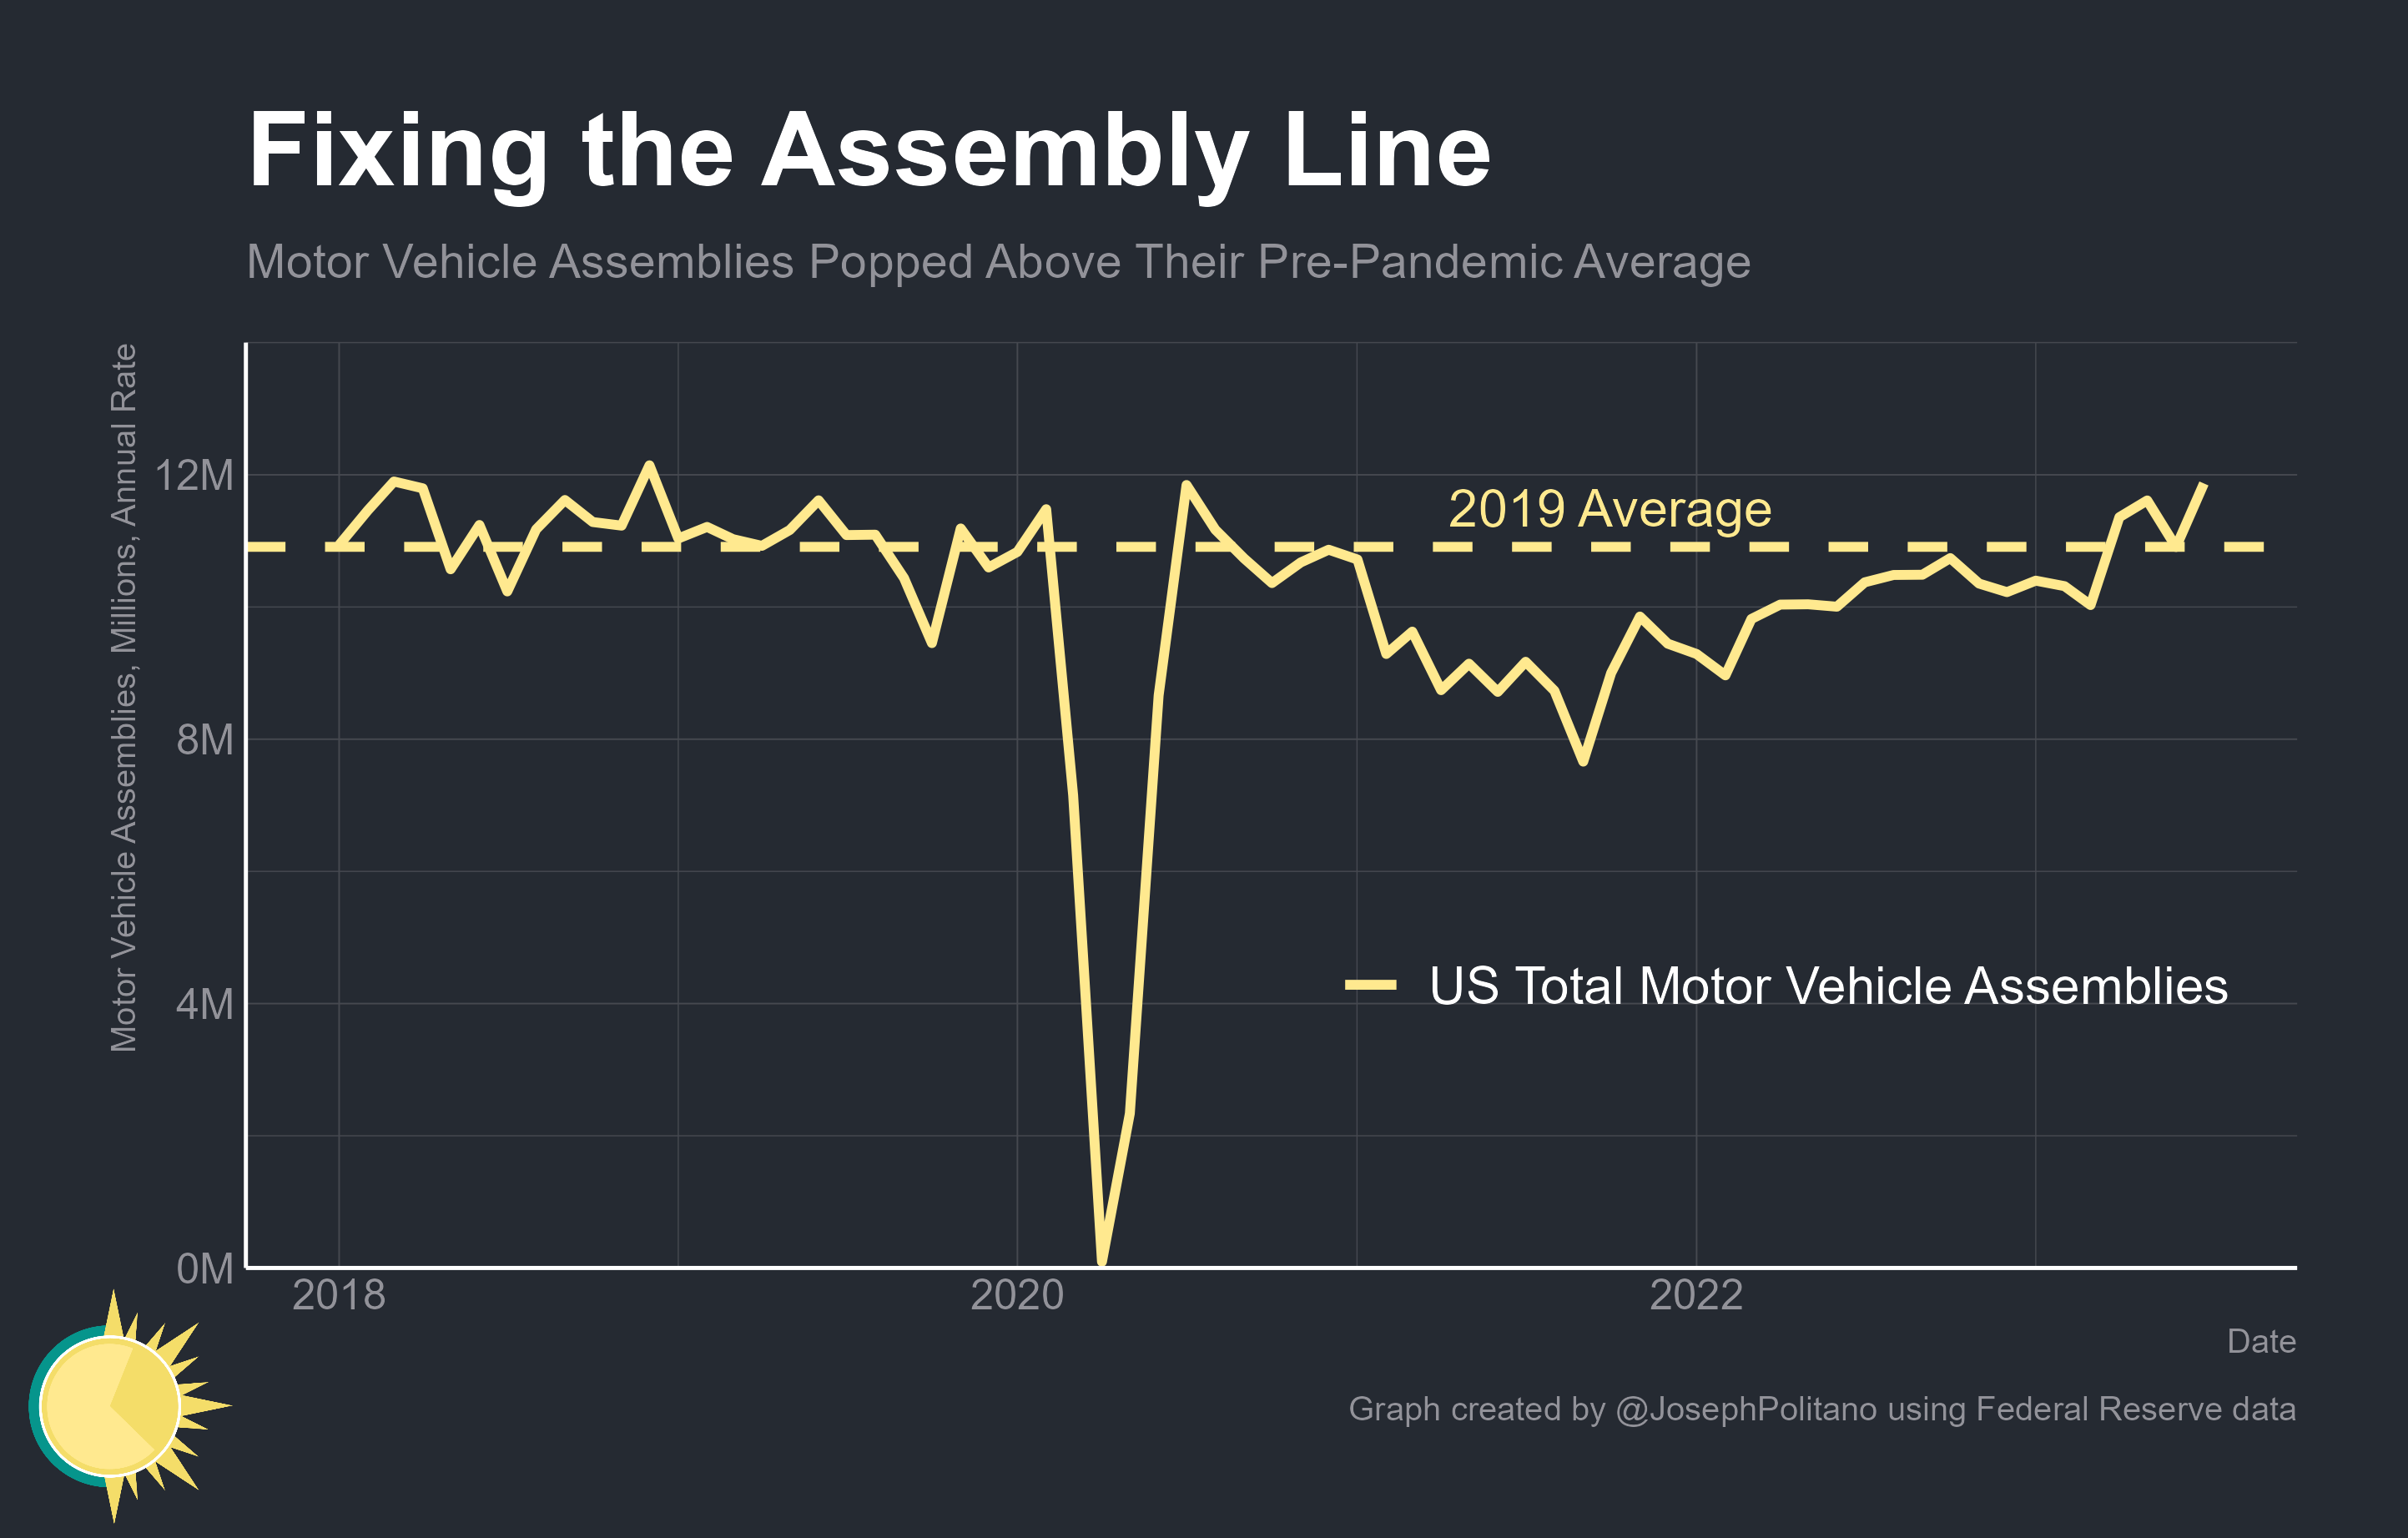 Fixing the Assembly Line
Motor Vehicle Assemblies Popped Above Their Pre-Pandemic Average
Motor Vehicle Assemblies, Millions, Annual Rate
12M
8M
4M
0M
2019 Average
US Total Motor Vehicle Assemblies
2018
2020
2022
Date
Graph created by @JosephPolitano using Federal Reserve data